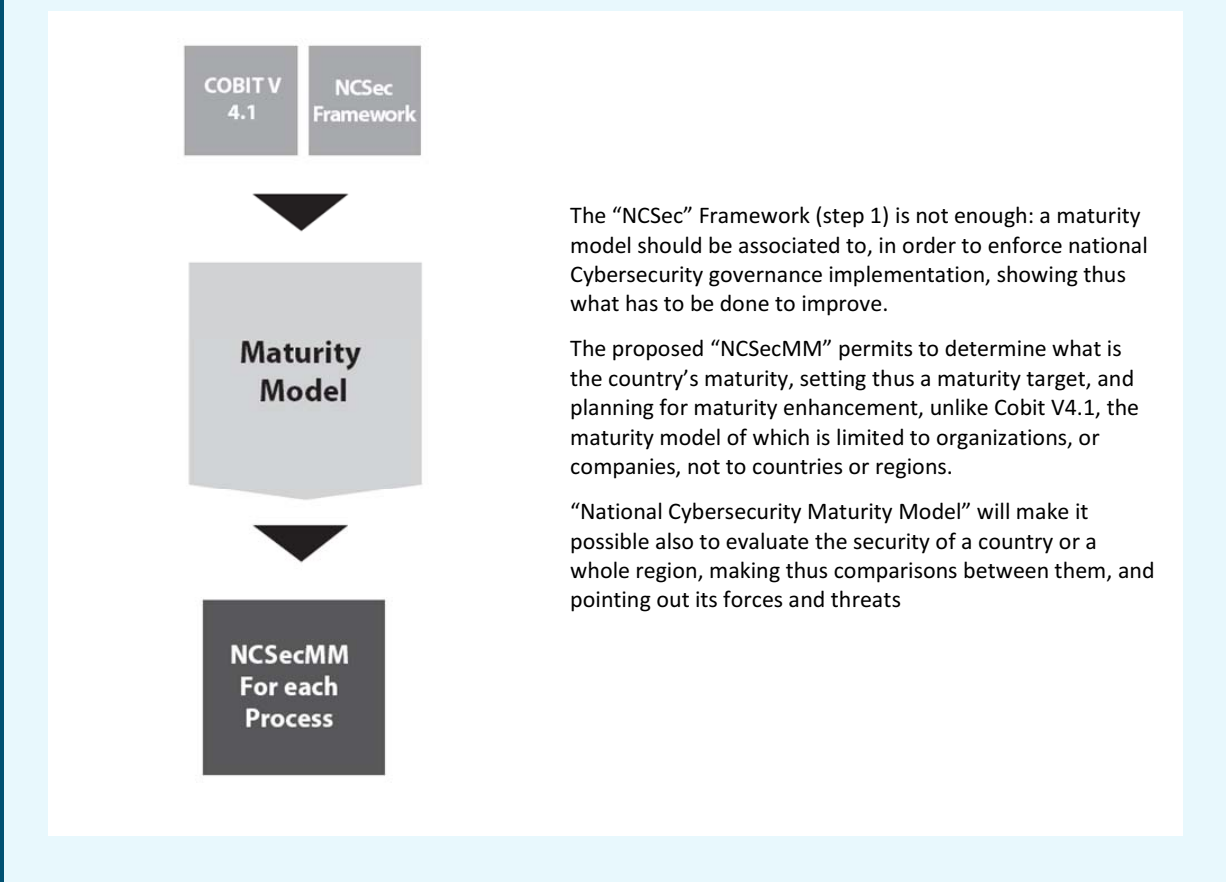 COBIT V
4.1
NCSec
Framework
Maturity
Model
NCSecMM
For each
Process
The “NCSec” Framework (step 1) is not enough: a maturity
model should be associated to, in order to enforce national
Cybersecurity governance implementation, showing thus
what has to be done to improve.
The proposed “NCSecMM” permits to determine what is
the country’s maturity, setting thus a maturity target, and
planning for maturity enhancement, unlike Cobit V4.1, the
maturity model of which is limited to organizations, or
companies, not to countries or regions.
“National Cybersecurity Maturity Model” will make it
possible also to evaluate the security of a country or a
whole region, making thus comparisons between them, and
pointing out its forces and threats